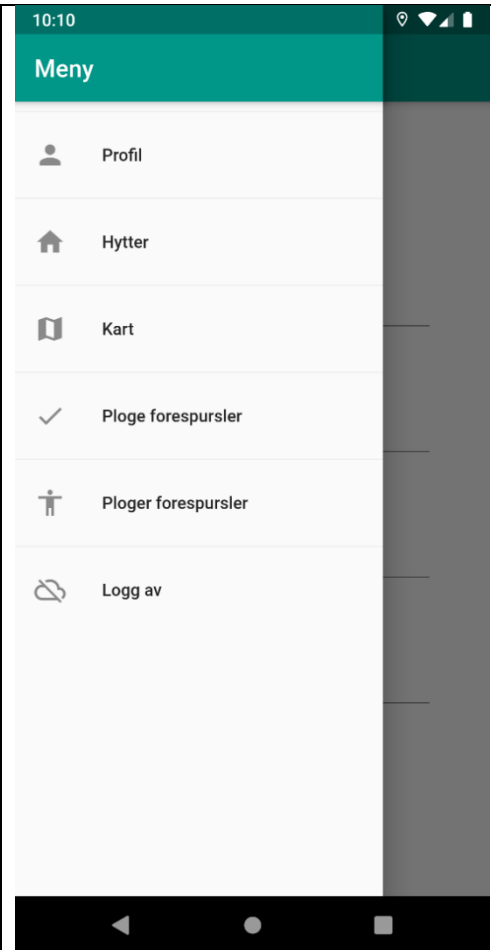 10:10
Meny
Profil
Hytter
Kart
Ploge forespursler
Ploger forespursler
Logg av